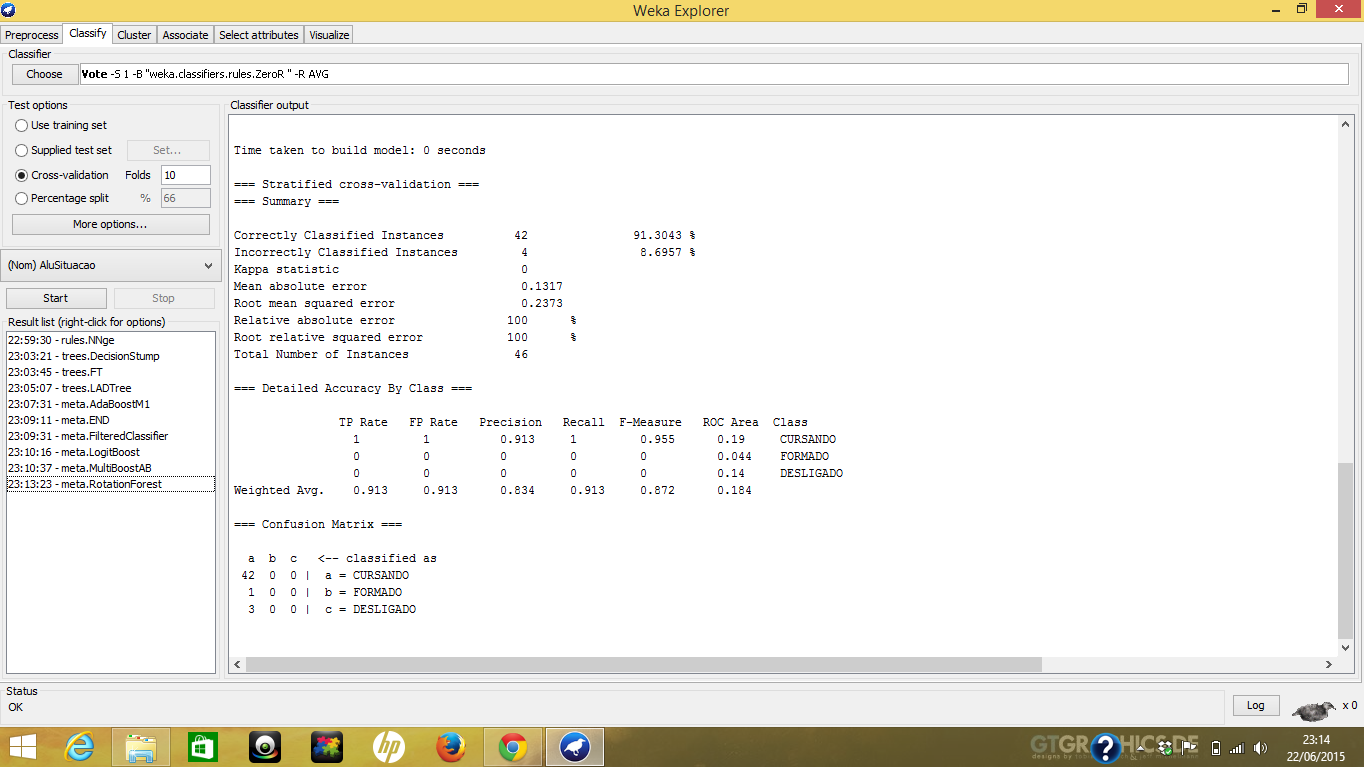 Weka Explorer
Preprocess Classify Cluster Associate Select attributes Visualize
Classifier
Choose Vote -S 1 -B "weka.classifiers.rules.ZeroR " -R AVG
Test options
Use training set
Supplied test set Set...
Cross-validation Folds 10
Percentage split % 66
More options...
(Nom) AluSituacao
Start Stop
Result list (right-click for options)
22:59:30 - rules.NNge
23:03:21 - trees.DecisionStump
23:03:45 - trees.FT
23:05:07 - trees.LADTree
23:07:31 - meta.AdaBoostM1
23:09:11 - meta.END
23:09:31 - meta.FilteredClassifier
23:10:16 - meta.LogitBoost
23:10:37 - meta.MultiBoostAB
23:13:23 - meta.RotationForest
Classifier output
Time taken to build model: 0 seconds
=== Stratified cross-validation ===
=== Summary ===
Correctly Classified Instances 42 91.3043 %
Incorrectly Classified Instances 4 8.6957 %
Kappa statistic 0
Mean absolute error 0.1317
Root mean squared error 0.2373
Relative absolute error 100 %
Root relative squared error 100 %
Total Number of Instances 46
=== Detailed Accuracy By Class ===
TP Rate FP Rate Precision Recall F-Measure ROC Area Class
1 1 0.913 1 0.955 0.19 CURSANDO
0 0 0 0 0 0.044 FORMADO
0 0 0 0 0 0.14 DESLIGADO
Weighted Avg. 0.913 0.913 0.834 0.913 0.872 0.184
=== Confusion Matrix ===
a b c <-- classified as
42 0 0 | a = CURSANDO
1 0 0 | b = FORMADO
3 0 0 | c = DESLIGADO
Status
OK
Log
x 0
hp
23:14
22/06/2015